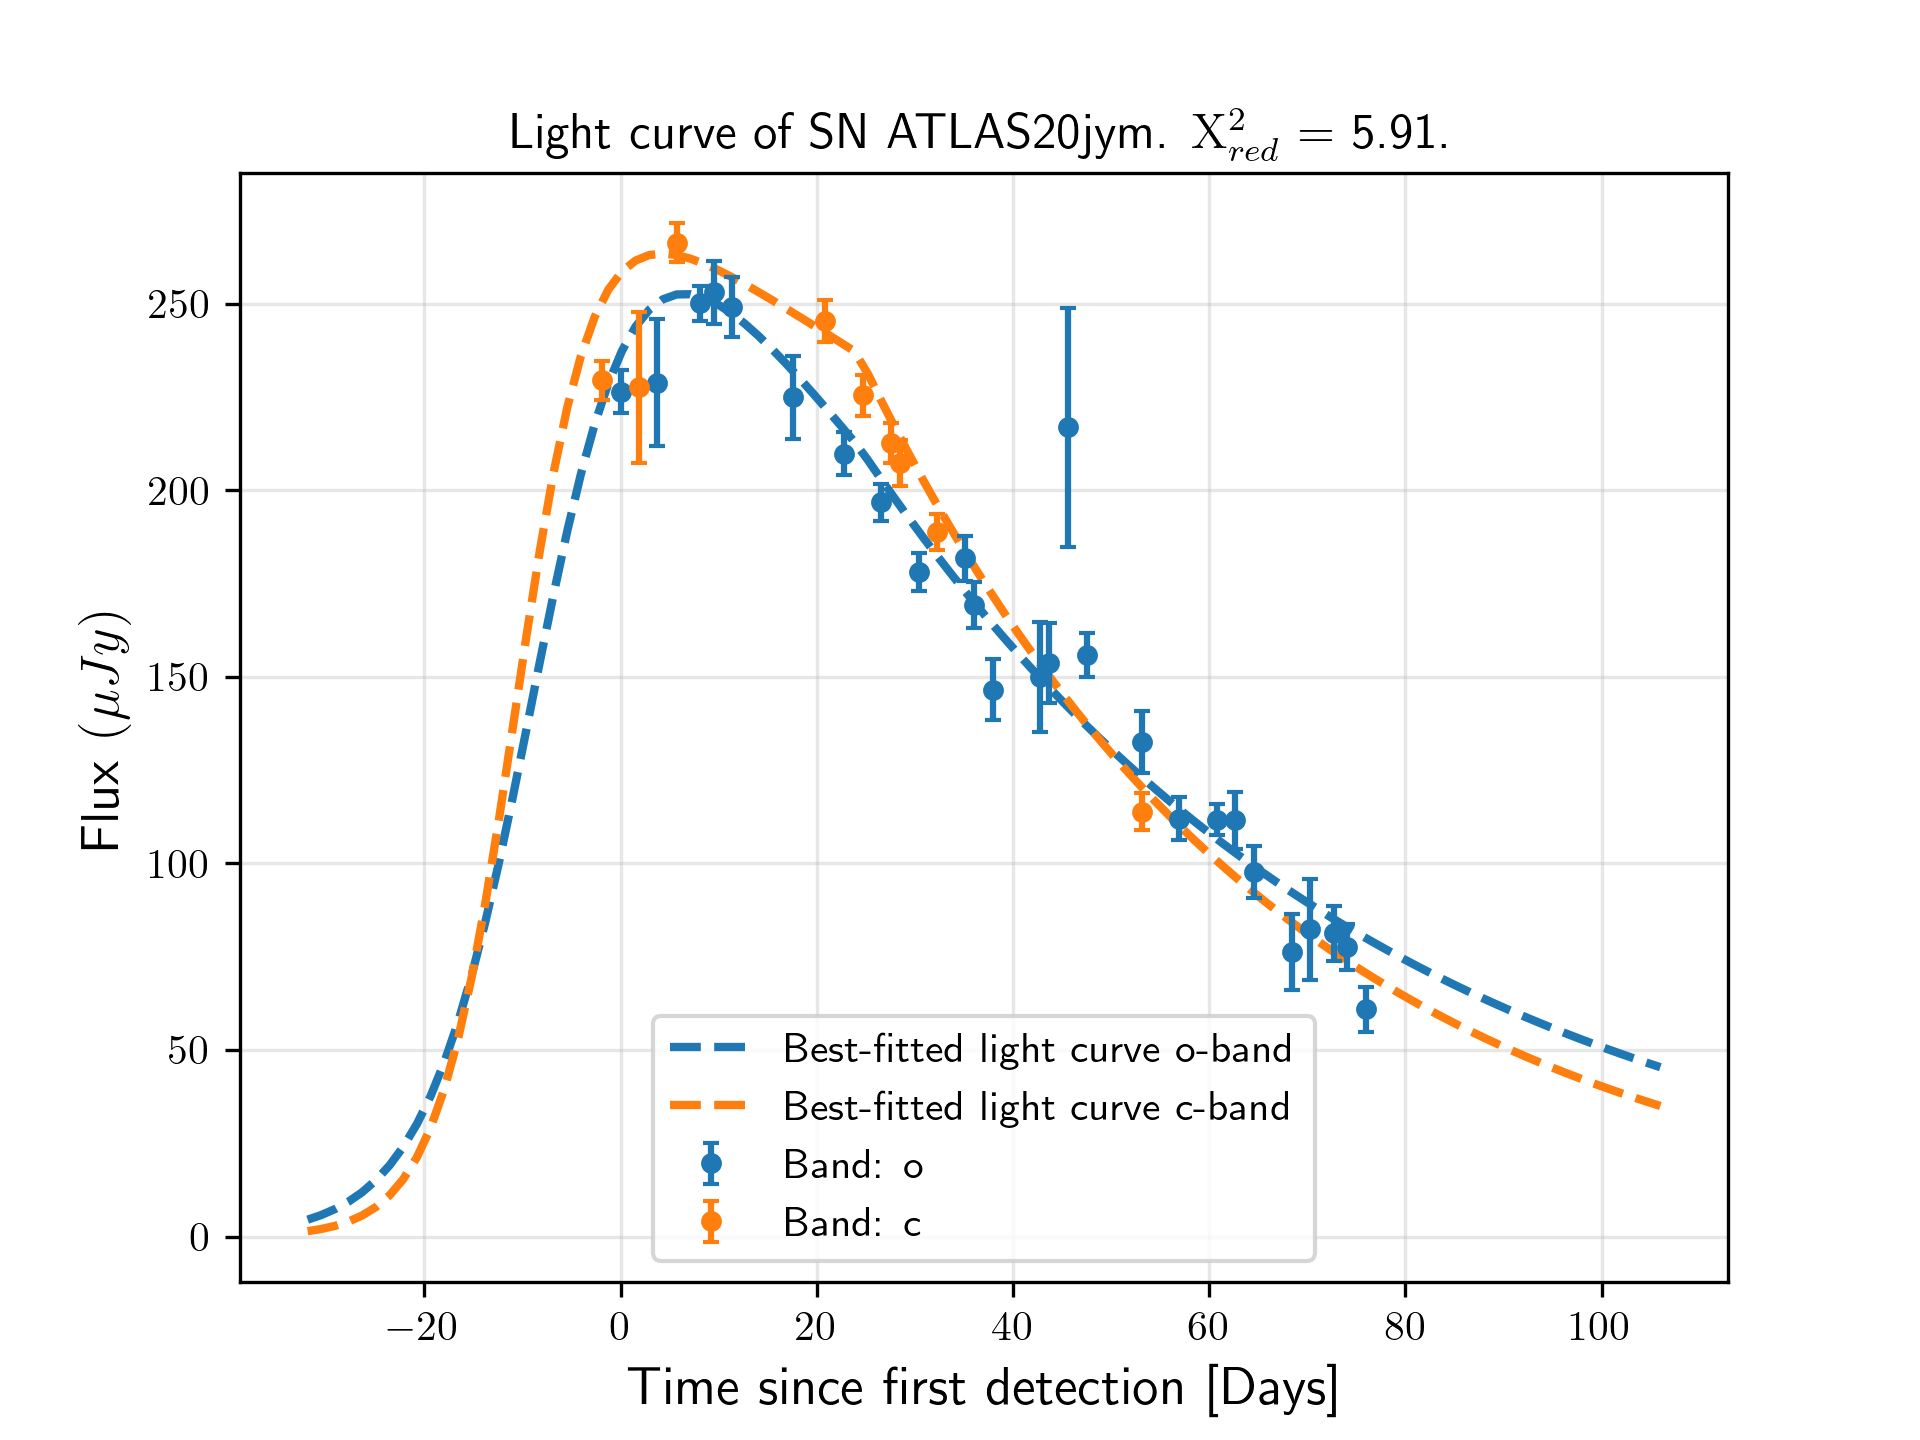 Light curve of SN ATLAS20jym. X²red = 5.91.
Flux (μJy)
250
200
150
100
50
0
Best-fitted light curve o-band
Best-fitted light curve c-band
Band: o
Band: c
−20 0 20 40 60 80 100
Time since first detection [Days]